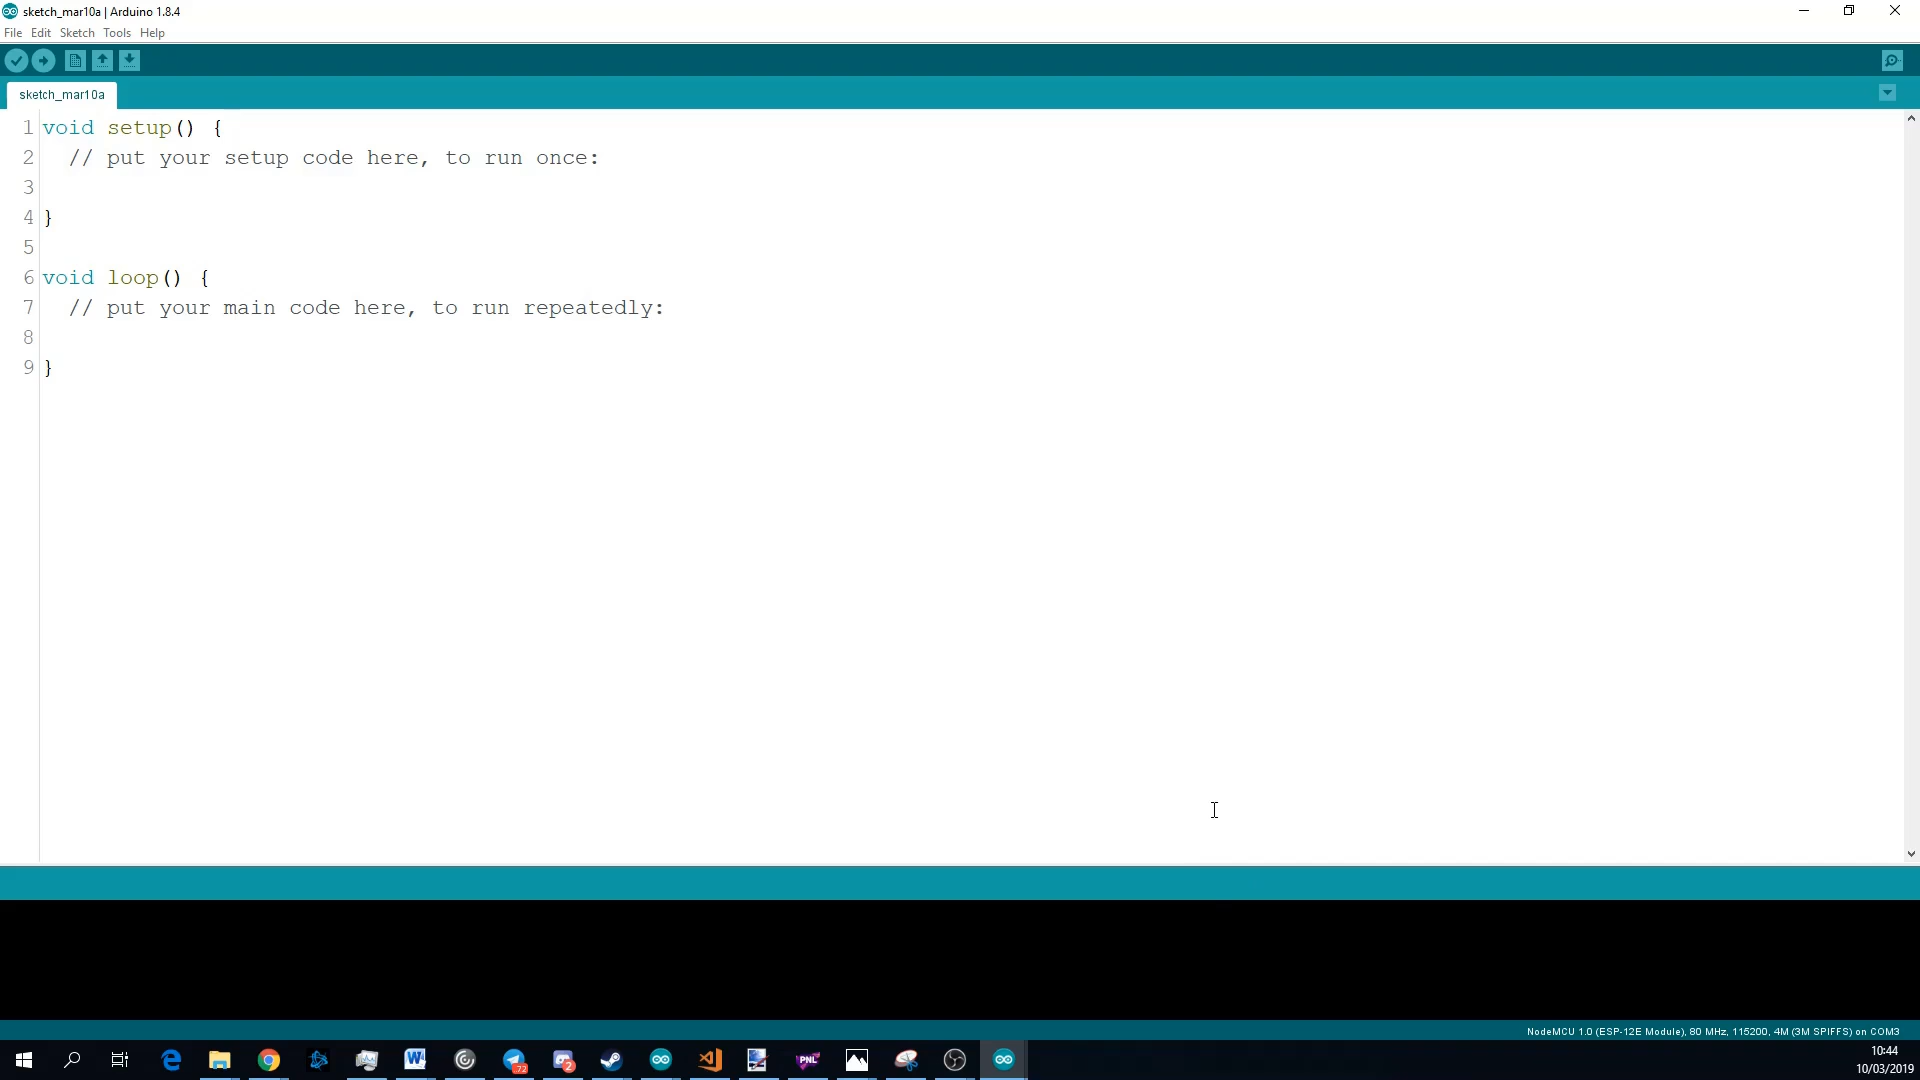 sketch_mar10a | Arduino 1.8.4
File Edit Sketch Tools Help
sketch_mar10a
1 void setup() {
2 // put your setup code here, to run once:
3
4 }
5
6 void loop() {
7 // put your main code here, to run repeatedly:
8
9 }
NodeMCU 1.0 (ESP-12E Module), 80 MHz, 115200, 4M (3M SPIFFS) on COM3
72
2
PNL
10:44
10/03/2019